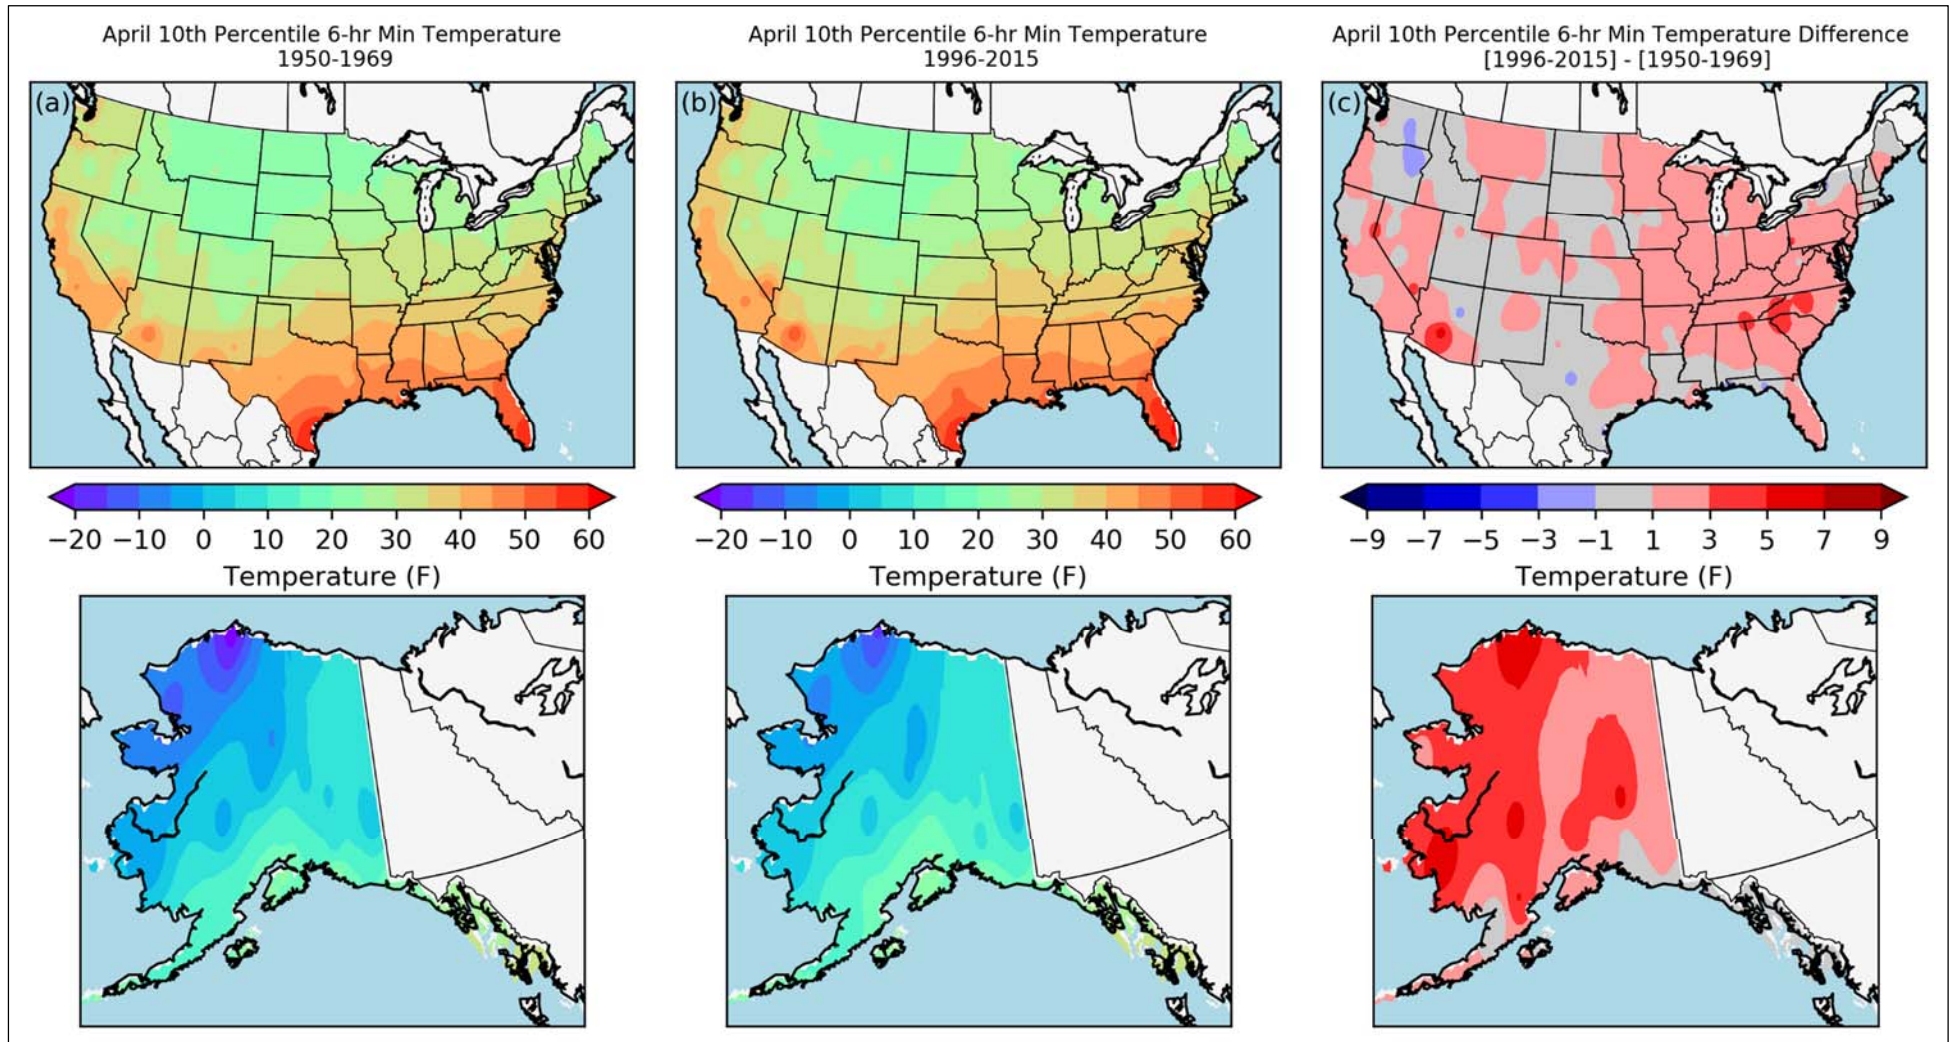 April 10th Percentile 6-hr Min Temperature
1950-1969
April 10th Percentile 6-hr Min Temperature
1996-2015
April 10th Percentile 6-hr Min Temperature Difference
[1996-2015] - [1950-1969]
(a)
(b)
(c)
−20 −10 0 10 20 30 40 50 60
Temperature (F)
−20 −10 0 10 20 30 40 50 60
Temperature (F)
−9 −7 −5 −3 −1 1 3 5 7 9
Temperature (F)